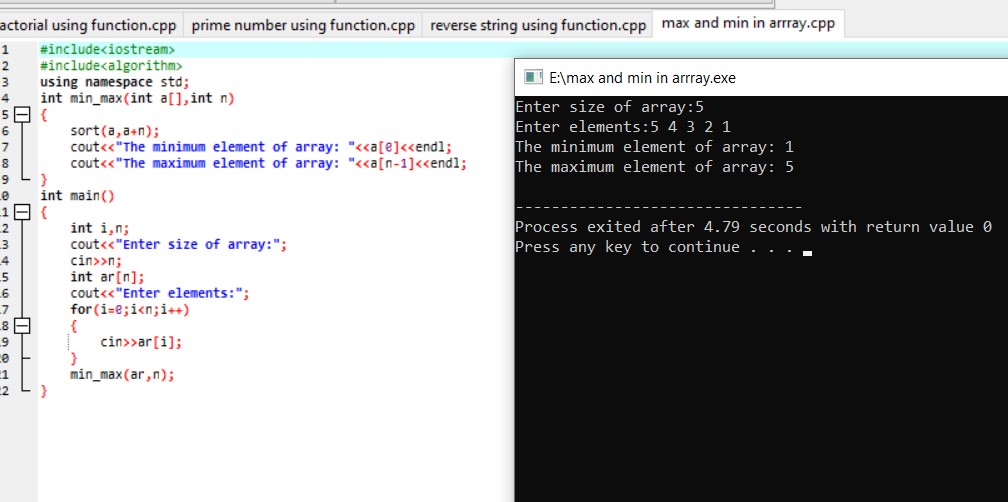 actorial using function.cpp prime number using function.cpp reverse string using function.cpp max and min in arrray.cpp
1 #include<iostream>
2 #include<algorithm>
3 using namespace std;
4 int min_max(int a[],int n)
5 {
6 sort(a,a+n);
7 cout<<"The minimum element of array: "<<a[0]<<endl;
8 cout<<"The maximum element of array: "<<a[n-1]<<endl;
9 }
0 int main()
1 {
2 int i,n;
3 cout<<"Enter size of array:";
4 cin>>n;
5 int ar[n];
6 cout<<"Enter elements:";
7 for(i=0;i<n;i++)
8 {
9 cin>>ar[i];
20 }
21 min_max(ar,n);
22 }
E:\max and min in arrray.exe
Enter size of array:5
Enter elements:5 4 3 2 1
The minimum element of array: 1
The maximum element of array: 5
--------------------------------
Process exited after 4.79 seconds with return value 0
Press any key to continue . . .